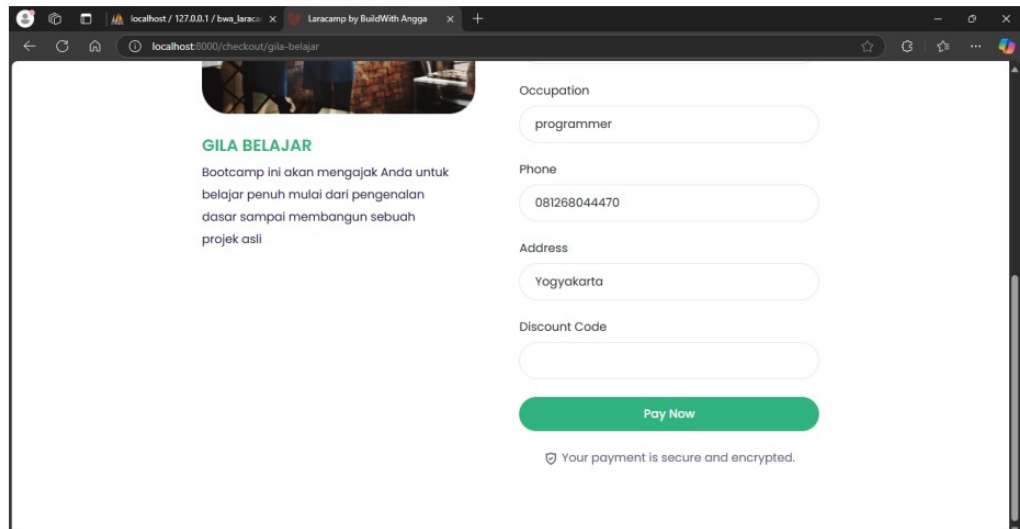 localhost / 127.0.0.1 / bwa_laraca
Laracamp by BuildWith Angga
localhost:8000/checkout/gila-belajar
GILA BELAJAR
Bootcamp ini akan mengajak Anda untuk
belajar penuh mulai dari pengenalan
dasar sampai membangun sebuah
projek asli
Occupation
programmer
Phone
081268044470
Address
Yogyakarta
Discount Code
Pay Now
Your payment is secure and encrypted.